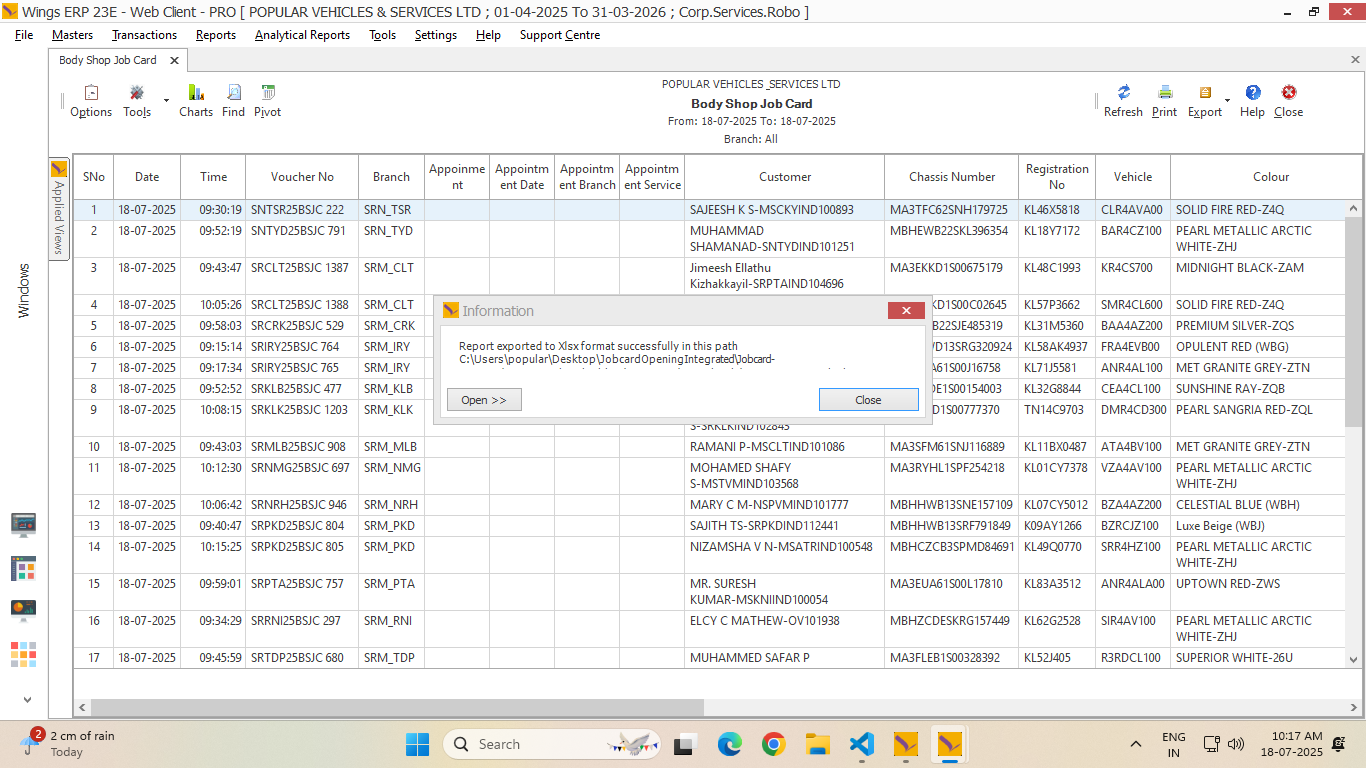 Wings ERP 23E - Web Client - PRO [ POPULAR VEHICLES & SERVICES LTD ; 01-04-2025 To 31-03-2026 ; Corp.Services.Robo ]
File Masters Transactions Reports Analytical Reports Tools Settings Help Support Centre
Body Shop Job Card
Options Tools Charts Find Pivot
POPULAR VEHICLES_SERVICES LTD
Body Shop Job Card
From: 18-07-2025 To: 18-07-2025
Branch: All
Refresh Print Export Help Close
Applied Views
Windows
SNo Date Time Voucher No Branch Appoinment Appointment Date Appointment Branch Appointment Service Customer Chassis Number Registration No Vehicle Colour
1 18-07-2025 09:30:19 SNTSR25BSJC 222 SRN_TSR SAJEESH K S-MSCKYIND100893 MA3TFC62SNH179725 KL46X5818 CLR4AVA00 SOLID FIRE RED-Z4Q
2 18-07-2025 09:52:19 SNTYD25BSJC 791 SRN_TYD MUHAMMAD SHAMANAD-SNTYDIND101251 MBHEWB22SKL396354 KL18Y7172 BAR4CZ100 PEARL METALLIC ARCTIC WHITE-ZHJ
3 18-07-2025 09:43:47 SRCLT25BSJC 1387 SRM_CLT Jimeesh Ellathu Kizhakkayil-SRPTAIND104696 MA3EKKD1S00675179 KL48C1993 KR4CS700 MIDNIGHT BLACK-ZAM
4 18-07-2025 10:05:26 SRCLT25BSJC 1388 SRM_CLT KD1S00C02645 KL57P3662 SMR4CL600 SOLID FIRE RED-Z4Q
5 18-07-2025 09:58:03 SRCRK25BSJC 529 SRM_CRK B22SJE485319 KL31M5360 BAA4AZ200 PREMIUM SILVER-ZQS
6 18-07-2025 09:15:14 SRIRY25BSJC 764 SRM_IRY D13SRG320924 KL58AK4937 FRA4EVB00 OPULENT RED (WBG)
7 18-07-2025 09:17:34 SRIRY25BSJC 765 SRM_IRY A61S00J16758 KL71J5581 ANR4AL100 MET GRANITE GREY-ZTN
8 18-07-2025 09:52:52 SRKLB25BSJC 477 SRM_KLB DE1S00154003 KL32G8844 CEA4CL100 SUNSHINE RAY-ZQB
9 18-07-2025 10:08:15 SRKLK25BSJC 1203 SRM_KLK S-SRKLKIND102845 D1S00777370 TN14C9703 DMR4CD300 PEARL SANGRIA RED-ZQL
10 18-07-2025 09:43:03 SRMLB25BSJC 908 SRM_MLB RAMANI P-MSCLTIND101086 MA3SFM61SNJ116889 KL11BX0487 ATA4BV100 MET GRANITE GREY-ZTN
11 18-07-2025 10:12:30 SRNMG25BSJC 697 SRM_NMG MOHAMED SHAFY S-MSTVMIND103568 MA3RYHL1SPF254218 KL01CY7378 VZA4AV100 PEARL METALLIC ARCTIC WHITE-ZHJ
12 18-07-2025 10:06:42 SRNRH25BSJC 946 SRM_NRH MARY C M-NSPVMIND101777 MBHHWB13SNE157109 KL07CY5012 BZA4AZ200 CELESTIAL BLUE (WBH)
13 18-07-2025 09:40:47 SRPKD25BSJC 804 SRM_PKD SAJITH TS-SRPKDIND112441 MBHHWB13SRF791849 K09AY1266 BZRCJZ100 Luxe Beige (WBJ)
14 18-07-2025 10:15:25 SRPKD25BSJC 805 SRM_PKD NIZAMSHA V N-MSATRIND100548 MBHCZCB3SPMD84691 KL49Q0770 SRR4HZ100 PEARL METALLIC ARCTIC WHITE-ZHJ
15 18-07-2025 09:59:01 SRPTA25BSJC 757 SRM_PTA MR. SURESH KUMAR-MSKNIIND100054 MA3EUA61S00L17810 KL83A3512 ANR4ALA00 UPTOWN RED-ZWS
16 18-07-2025 09:34:29 SRRNI25BSJC 297 SRM_RNI ELCY C MATHEW-OV101938 MBHZCDESKRG157449 KL62G2528 SIR4AV100 PEARL METALLIC ARCTIC WHITE-ZHJ
17 18-07-2025 09:45:59 SRTDP25BSJC 680 SRM_TDP MUHAMMED SAFAR P MA3FLEB1S00328392 KL52J405 R3RDCL100 SUPERIOR WHITE-26U
Information
Report exported to Xlsx format successfully in this path
C:\Users\popular\Desktop\JobcardOpeningIntegrated\Jobcard-
Open >> Close
2
2 cm of rain
Today
Search
ENG
IN
10:17 AM
18-07-2025